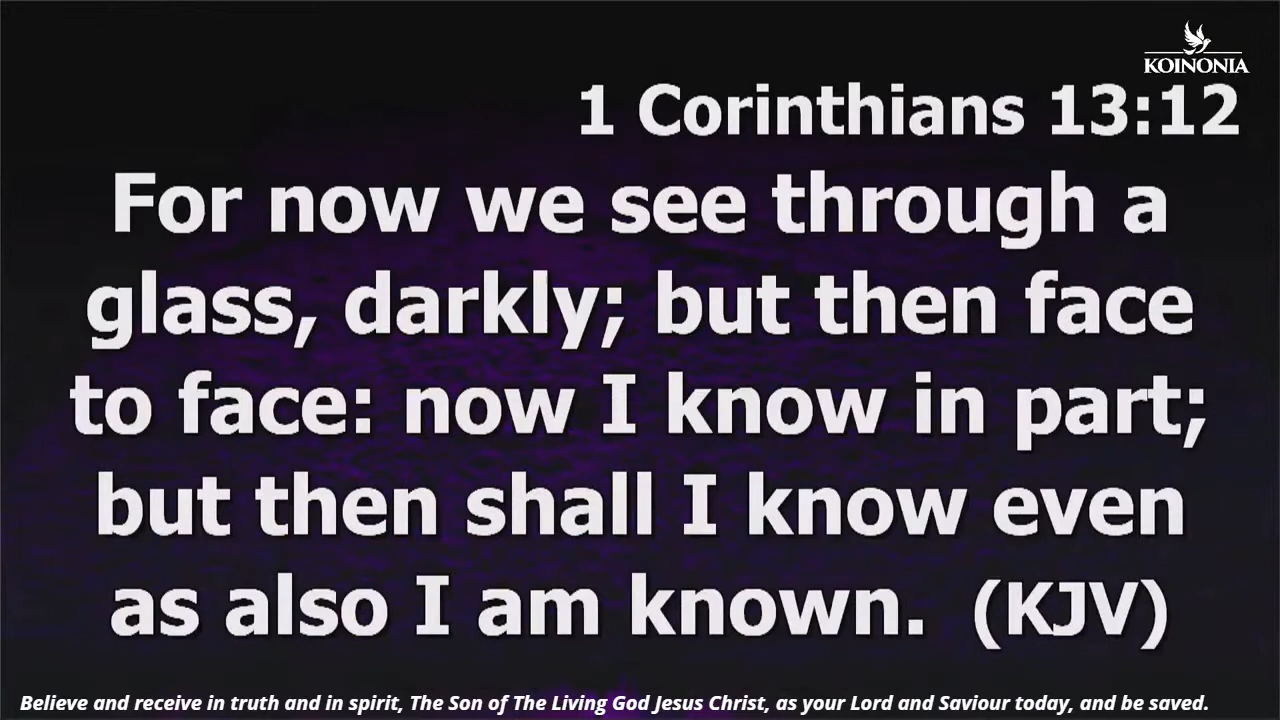 KOINONIA
1 Corinthians 13:12
For now we see through a
glass, darkly; but then face
to face: now I know in part;
but then shall I know even
as also I am known. (KJV)
Believe and receive in truth and in spirit, The Son of The Living God Jesus Christ, as your Lord and Saviour today, and be saved.